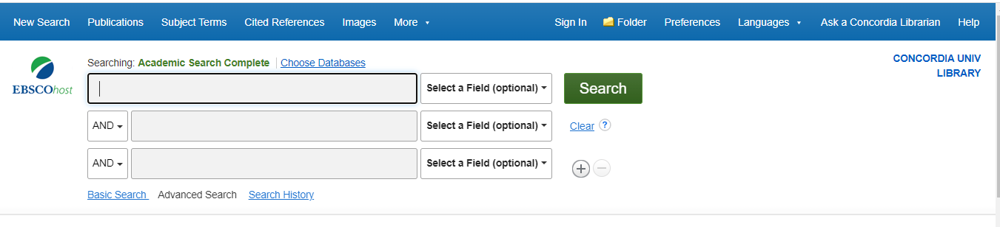 New Search Publications Subject Terms Cited References Images More Sign In Folder Preferences Languages Ask a Concordia Librarian Help
Searching: Academic Search Complete Choose Databases
CONCORDIA UNIV
LIBRARY
EBSCOhost
Select a Field (optional) Search
AND Select a Field (optional) Clear ?
AND Select a Field (optional)
Basic Search Advanced Search Search History